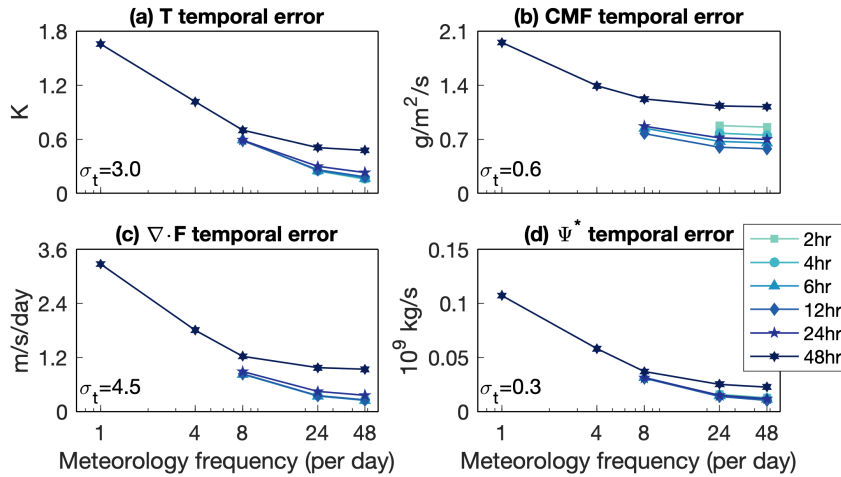 (a) T temporal error
1.8
1.2
0.6
0
K
σt=3.0
(b) CMF temporal error
2.1
1.4
0.7
0
g/m²/s
σt=0.6
(c) ∇·F temporal error
3.6
2.4
1.2
0
m/s/day
σt=4.5
1 4 8 24 48
Meteorology frequency (per day)
(d) Ψ* temporal error
0.15
0.1
0.05
0
10⁹ kg/s
σt=0.3
1 4 8 24 48
Meteorology frequency (per day)
2hr
4hr
6hr
12hr
24hr
48hr